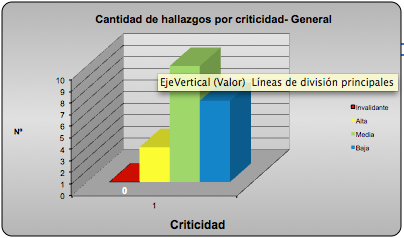 Cantidad de hallazgos por criticidad- General
EjeVertical (Valor) Líneas de división principales
10
9
8
7
6
5
4
3
2
1
0
Nº
0
1
Criticidad
Invalidante
Alta
Media
Baja